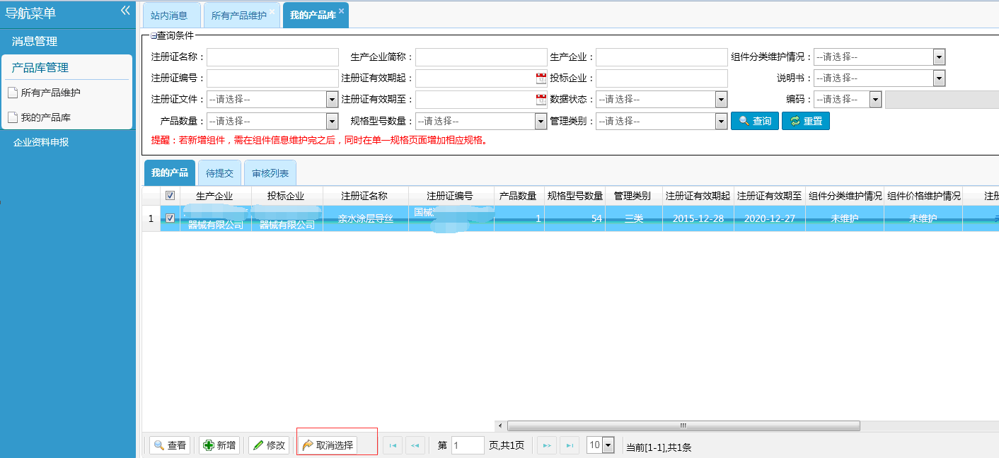 导航菜单
消息管理
产品库管理
所有产品维护
我的产品库
企业资料申报
站内消息 所有产品维护 我的产品库
查询条件
注册证名称： 生产企业简称： 生产企业： 组件分类维护情况： --请选择--
注册证编号： 注册证有效期起： 投标企业： 说明书： --请选择--
注册证文件： --请选择-- 注册证有效期至： 数据状态： --请选择-- 编码： --请选择--
产品数量： --请选择-- 规格型号数量： --请选择-- 管理类别： --请选择-- 查询 重置
提醒：若新增组件，需在组件信息维护完之后，同时在单一规格页面增加相应规格。
我的产品 待提交 审核列表
生产企业 投标企业 注册证名称 注册证编号 产品数量 规格型号数量 管理类别 注册证有效期起 注册证有效期至 组件分类维护情况 组件价格维护情况 注册
1 器械有限公司 器械有限公司 亲水涂层导丝 国械 1 54 三类 2015-12-28 2020-12-27 未维护 未维护
查看 新增 修改 取消选择 第 1 页,共1页 10 当前[1-1],共1条